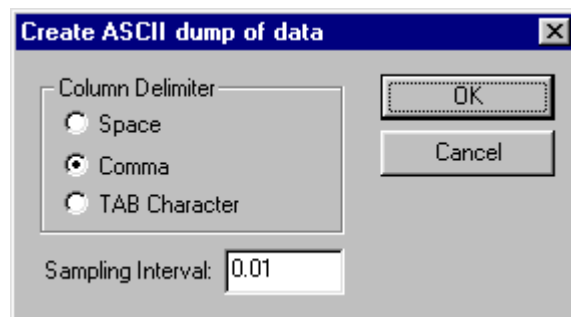 Create ASCII dump of data
Column Delimiter
OK
Space
Comma
Cancel
TAB Character
Sampling Interval: 0.01